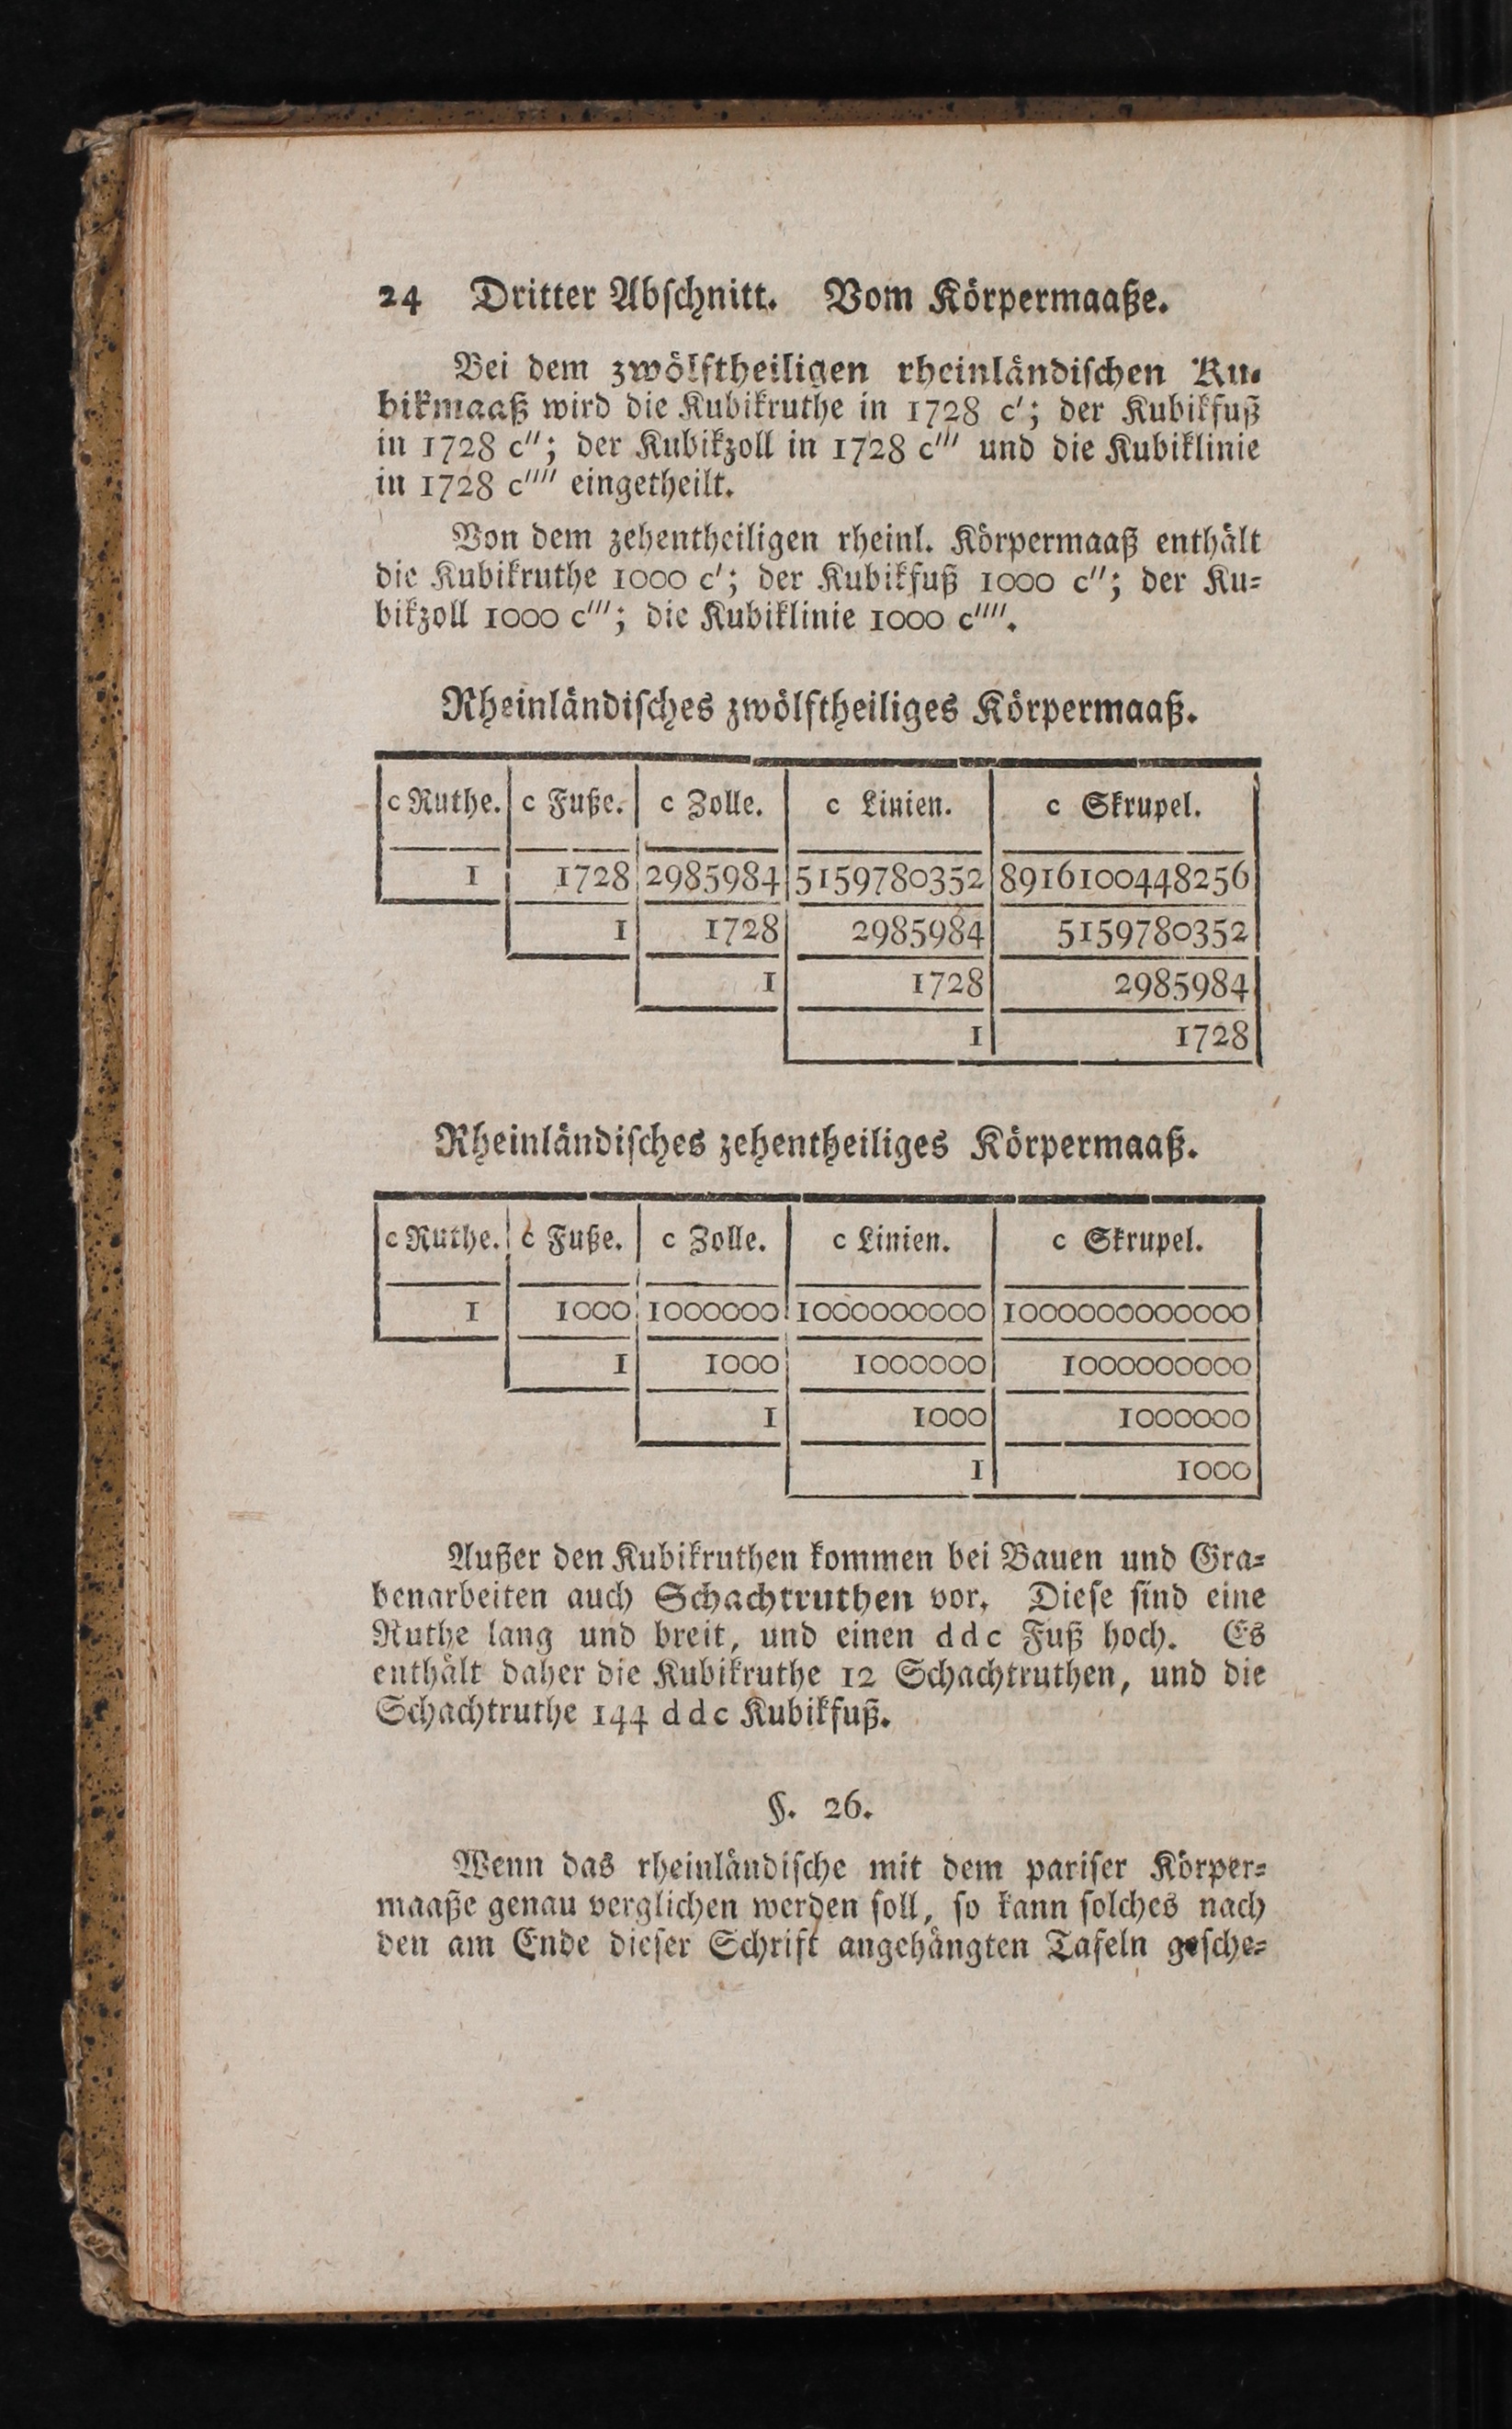 24 Dritter Abſchnitt. Vom Körpermaaße.
Bei dem zwölftheiligen rheinländiſchen Ku-
bikmaaß wird die Kubikruthe in 1728 c′; der Kubikfuß
in 1728 c″; der Kubikzoll in 1728 c‴ und die Kubiklinie
in 1728 c⁗ eingetheilt.
Von dem zehentheiligen rheinl. Körpermaaß enthält
die Kubikruthe 1000 c′; der Kubikfuß 1000 c″; der Ku-
bikzoll 1000 c‴; die Kubiklinie 1000 c⁗.
Rheinländiſches zwölftheiliges Körpermaaß.
c Ruthe. c Fuße. c Zolle. c Linien. c Skrupel.
1 1728 2985984 5159780352 8916100448256
1 1728 2985984 5159780352
1 1728 2985984
1 1728
Rheinländiſches zehentheiliges Körpermaaß.
c Ruthe. c Fuße. c Zolle. c Linien. c Skrupel.
1 1000 1000000 1000000000 1000000000000
1 1000 1000000 1000000000
1 1000 1000000
1 1000
Außer den Kubikruthen kommen bei Bauen und Gra-
benarbeiten auch Schachtruthen vor. Dieſe ſind eine
Ruthe lang und breit, und einen ddc Fuß hoch. Es
enthält daher die Kubikruthe 12 Schachtruthen, und die
Schachtruthe 144 ddc Kubikfuß.
§. 26.
Wenn das rheinländiſche mit dem pariſer Körper-
maaße genau verglichen werden ſoll, ſo kann ſolches nach
den am Ende dieſer Schrift angehängten Tafeln geſche-